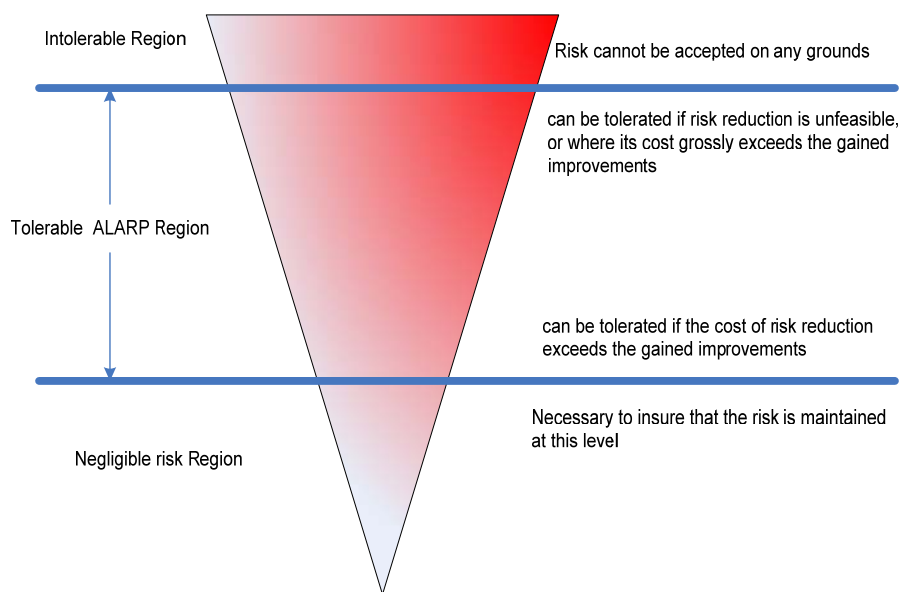 Intolerable Region
Risk cannot be accepted on any grounds
can be tolerated if risk reduction is unfeasible,
or where its cost grossly exceeds the gained
improvements
Tolerable ALARP Region
can be tolerated if the cost of risk reduction
exceeds the gained improvements
Necessary to insure that the risk is maintained
at this level
Negligible risk Region